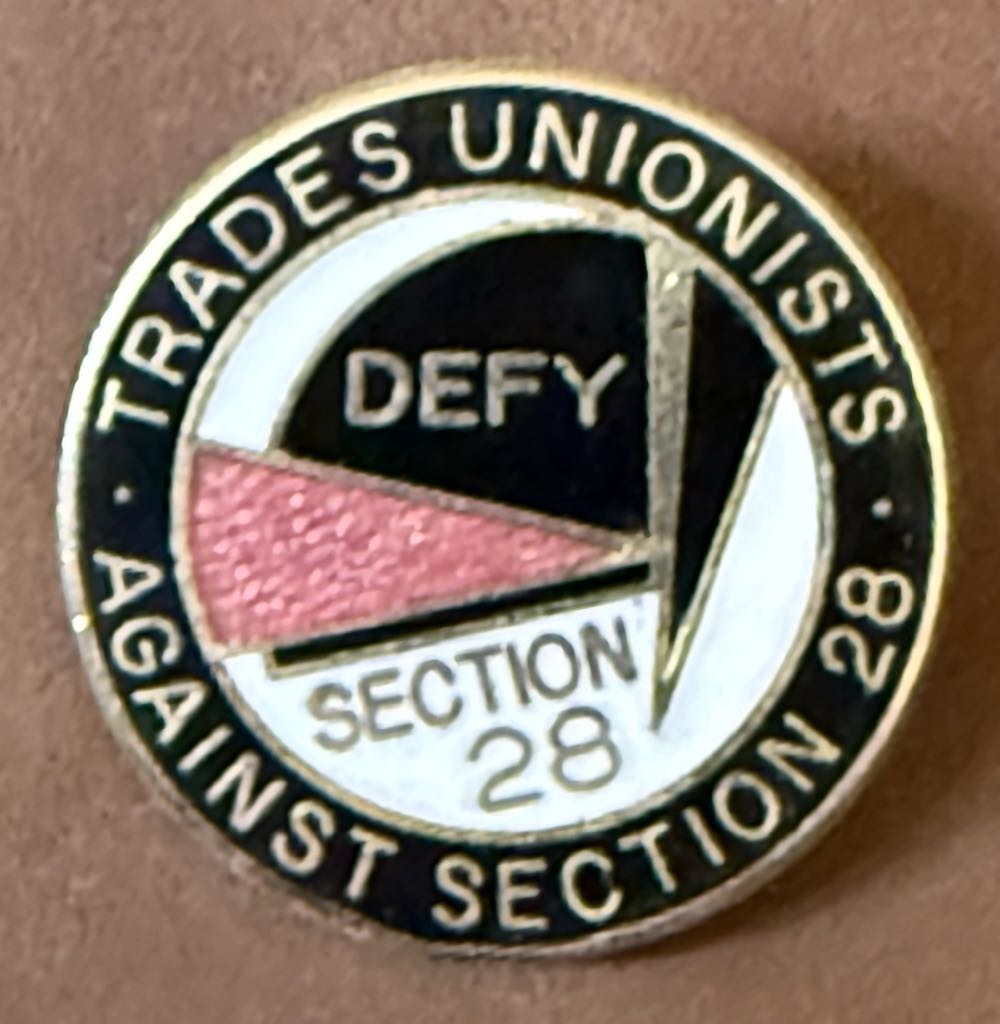 TRADES UNIONISTS
· AGAINST SECTION 28 ·
DEFY
SECTION
28